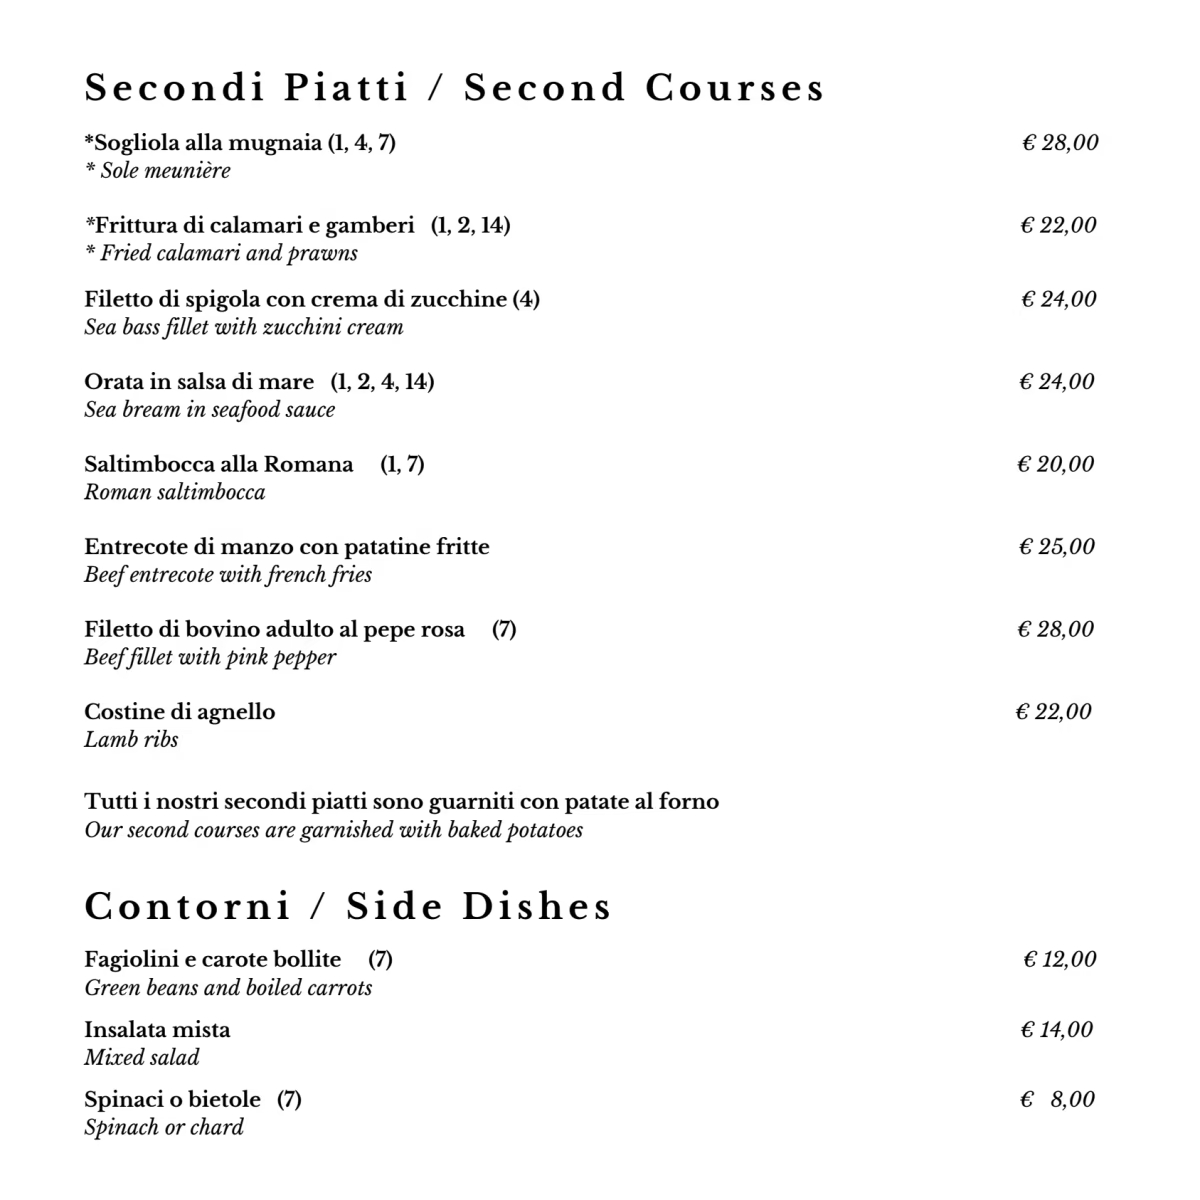 Secondi Piatti / Second Courses
*Sogliola alla mugnaia (1, 4, 7) € 28,00
* Sole meunière
*Frittura di calamari e gamberi (1, 2, 14) € 22,00
* Fried calamari and prawns
Filetto di spigola con crema di zucchine (4) € 24,00
Sea bass fillet with zucchini cream
Orata in salsa di mare (1, 2, 4, 14) € 24,00
Sea bream in seafood sauce
Saltimbocca alla Romana (1, 7) € 20,00
Roman saltimbocca
Entrecote di manzo con patatine fritte € 25,00
Beef entrecote with french fries
Filetto di bovino adulto al pepe rosa (7) € 28,00
Beef fillet with pink pepper
Costine di agnello € 22,00
Lamb ribs
Tutti i nostri secondi piatti sono guarniti con patate al forno
Our second courses are garnished with baked potatoes
Contorni / Side Dishes
Fagiolini e carote bollite (7) € 12,00
Green beans and boiled carrots
Insalata mista € 14,00
Mixed salad
Spinaci o bietole (7) € 8,00
Spinach or chard